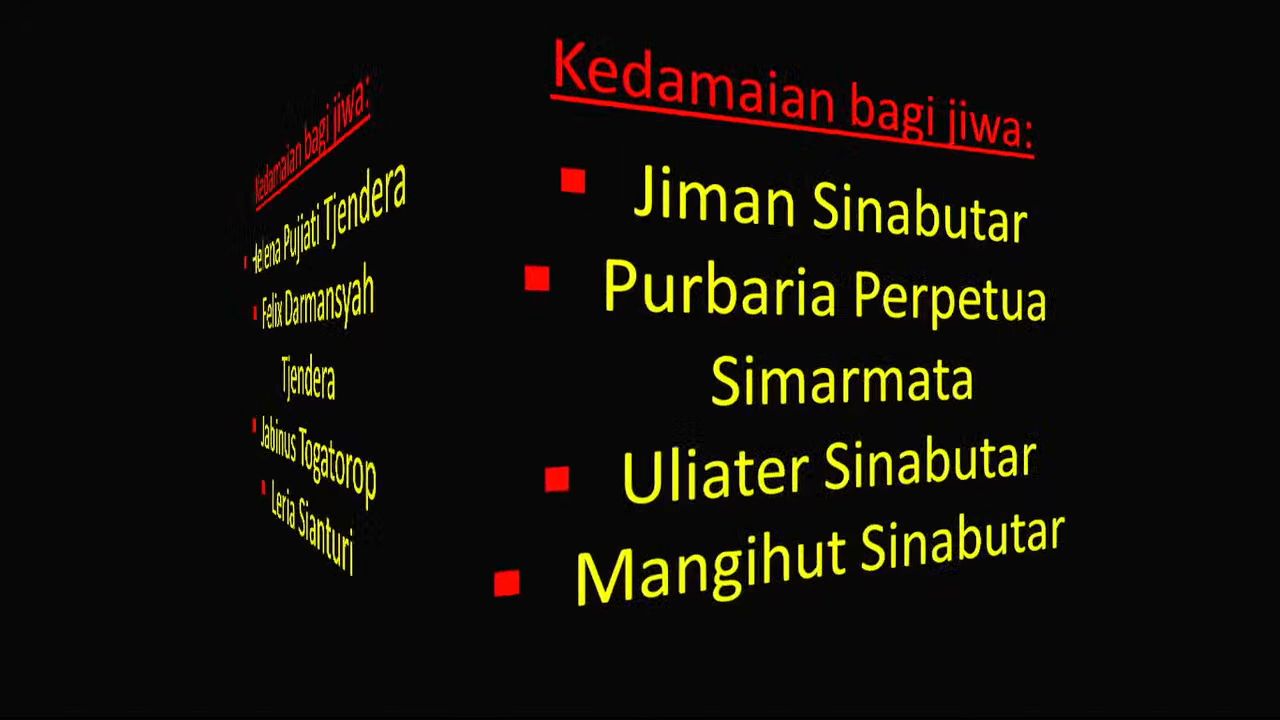 Kedamaian bagi jiwa:
Helena Pujiati Tjendera
Felix Darmansyah
Tjendera
Jabinus Togatorop
Leria Sianturi
Kedamaian bagi jiwa:
Jiman Sinabutar
Purbaria Perpetua
Simarmata
Uliater Sinabutar
Mangihut Sinabutar